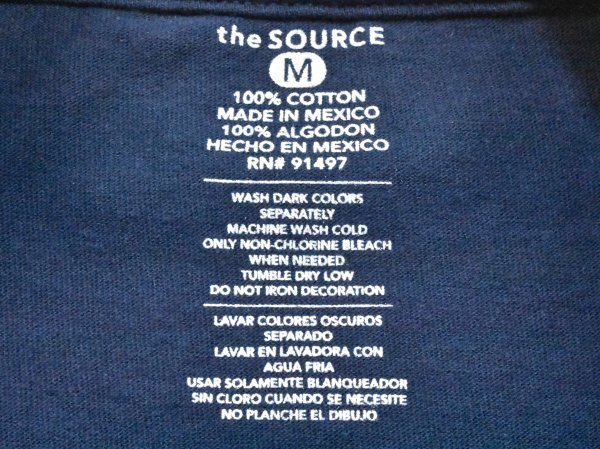 the SOURCE
M
100% COTTON
MADE IN MEXICO
100% ALGODON
HECHO EN MEXICO
RN# 91497
WASH DARK COLORS
SEPARATELY
MACHINE WASH COLD
ONLY NON-CHLORINE BLEACH
WHEN NEEDED
TUMBLE DRY LOW
DO NOT IRON DECORATION
LAVAR COLORES OSCUROS
SEPARADO
LAVAR EN LAVADORA CON
AGUA FRIA
USAR SOLAMENTE BLANQUEADOR
SIN CLORO CUANDO SE NECESITE
NO PLANCHE EL DIBUJO